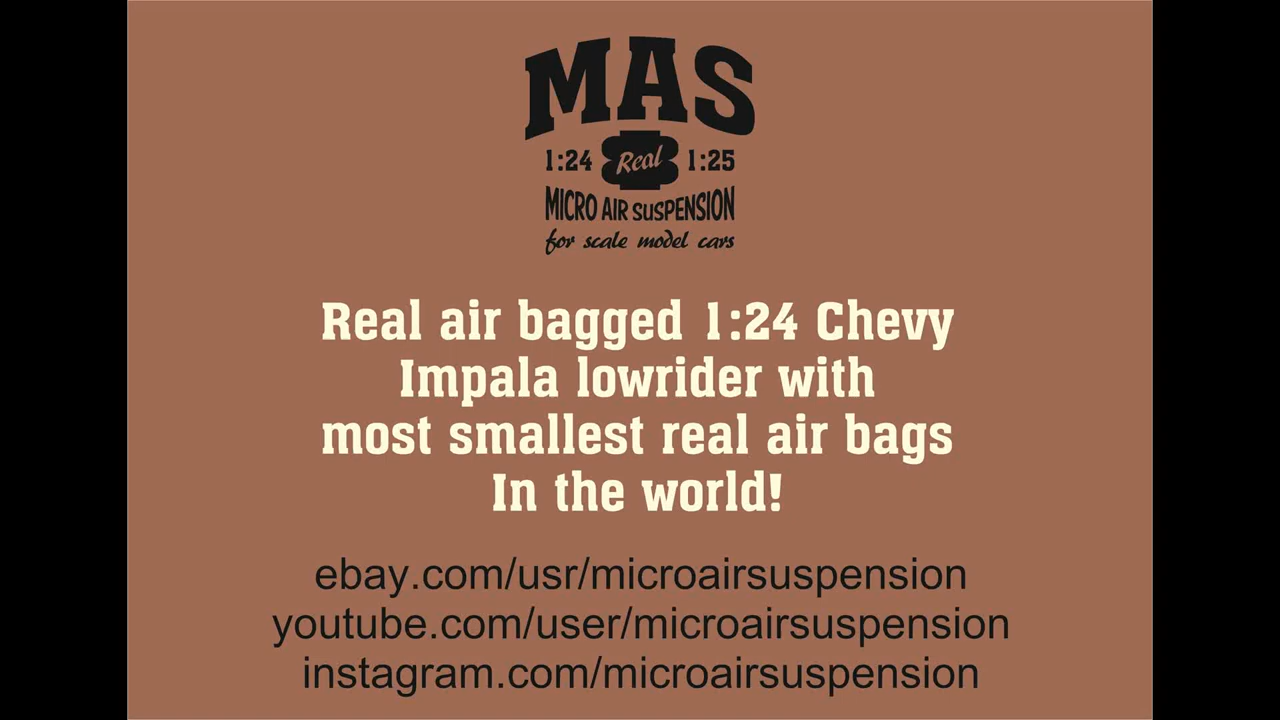 MAS
1:24 Real 1:25
MICRO AIR SUSPENSION
for scale model cars
Real air bagged 1:24 Chevy
Impala lowrider with
most smallest real air bags
In the world!
ebay.com/usr/microairsuspension
youtube.com/user/microairsuspension
instagram.com/microairsuspension